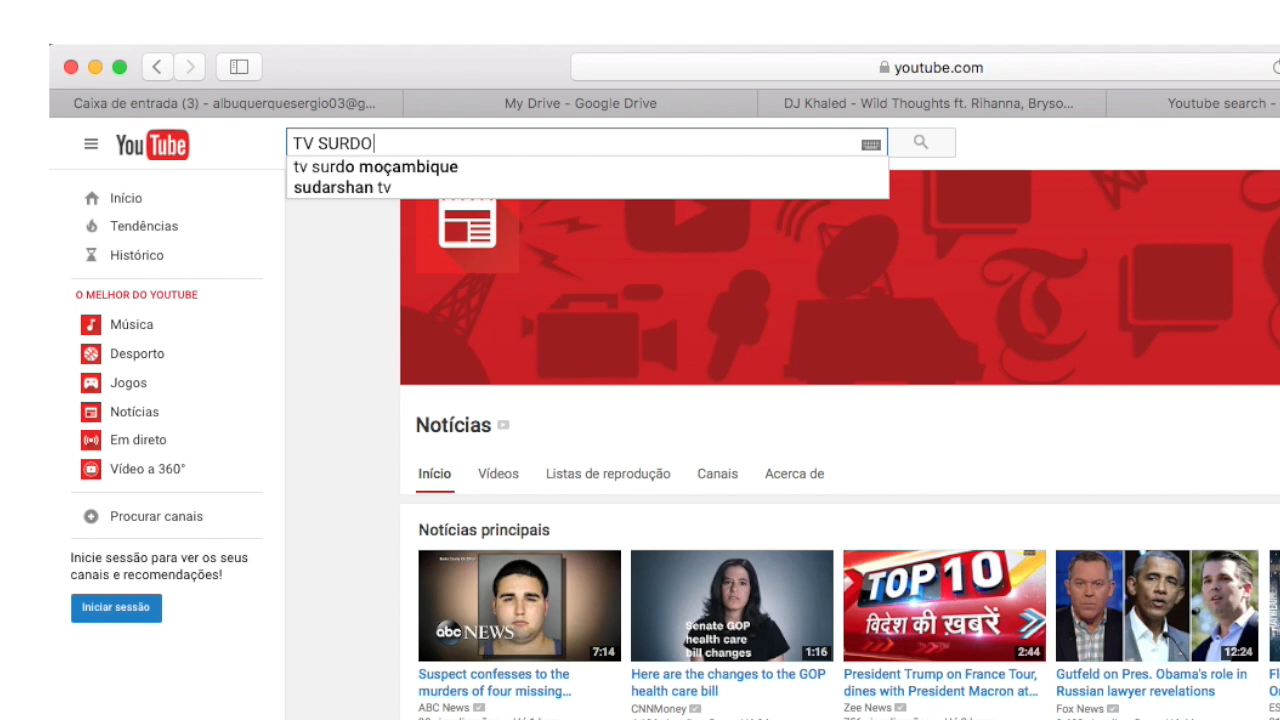 youtube.com
Caixa de entrada (3) - albuquerquesergio03@g...
My Drive - Google Drive
DJ Khaled - Wild Thoughts ft. Rihanna, Bryso...
Youtube search -
You Tube
TV SURDO
tv surdo moçambique
sudarshan tv
Início
Tendências
Histórico
O MELHOR DO YOUTUBE
Música
Desporto
Jogos
Notícias
Em direto
Vídeo a 360°
Procurar canais
Inicie sessão para ver os seus
canais e recomendações!
Iniciar sessão
Notícias
Início
Vídeos
Listas de reprodução
Canais
Acerca de
Notícias principais
abc NEWS
7:14
Senate GOP
health care
bill changes
1:16
TOP 10
विदेश की ख़बरें
2:44
12:24
Suspect confesses to the
murders of four missing...
ABC News
Here are the changes to the GOP
health care bill
CNNMoney
President Trump on France Tour,
dines with President Macron at...
Zee News
Gutfeld on Pres. Obama's role in
Russian lawyer revelations
Fox News